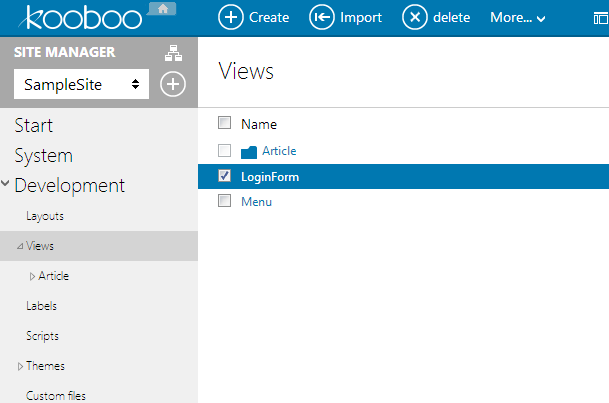 kooboo
Create Import delete More...
SITE MANAGER
SampleSite
Start
System
Development
Layouts
Views
Article
Labels
Scripts
Themes
Custom files
Views
Name
Article
LoginForm
Menu